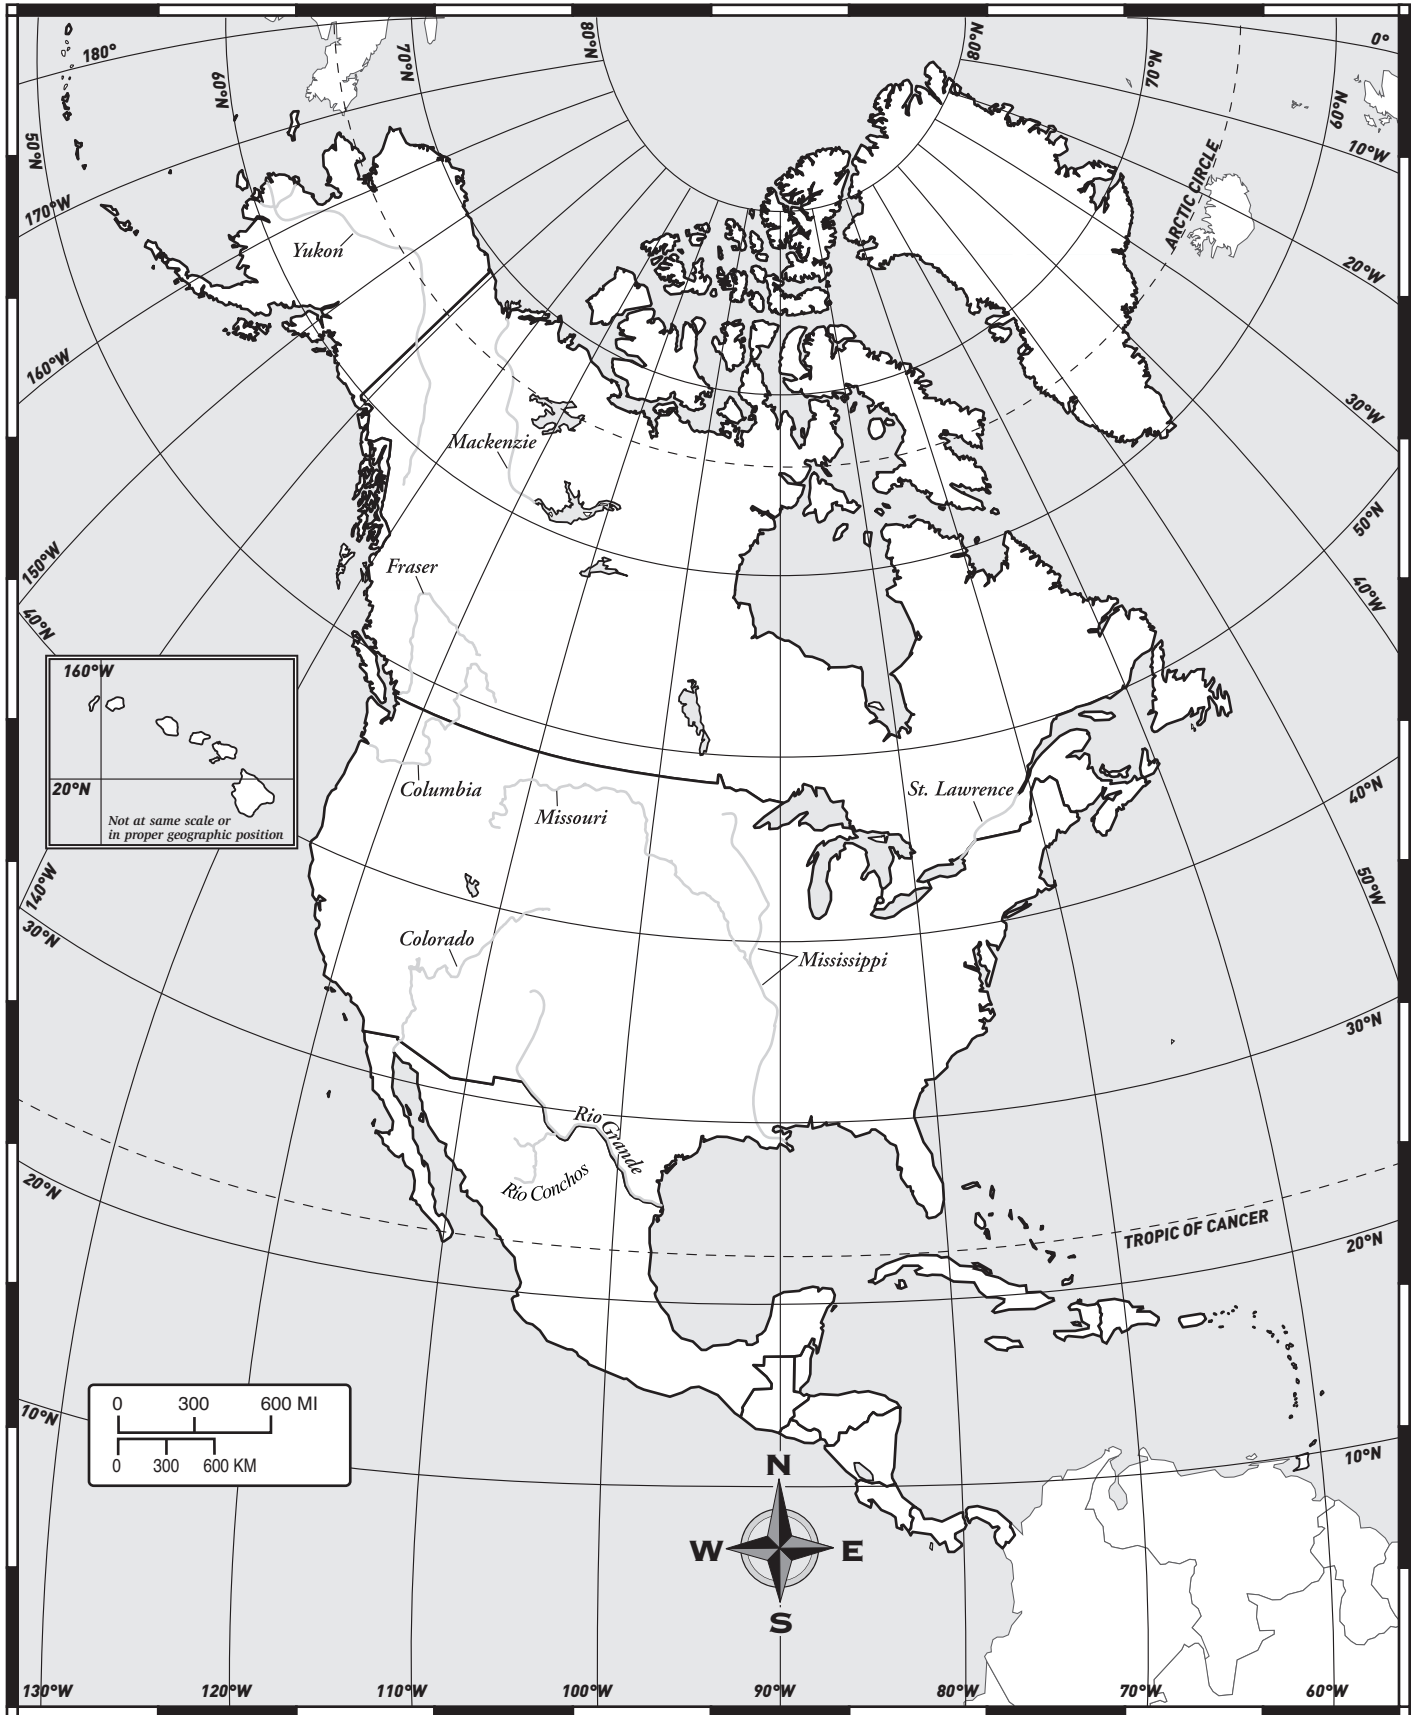 180°
60°N
70°N
80°N
80°N
70°N
0°
60°N
10°W
50°N
170°W
ARCTIC CIRCLE
20°W
Yukon
160°W
30°W
Mackenzie
50°N
150°W
Fraser
40°W
40°N
160°W
20°N
Not at same scale or
in proper geographic position
Columbia
Missouri
St. Lawrence
40°N
140°W
50°W
30°N
Colorado
Mississippi
30°N
Rio Grande
Río Conchos
20°N
TROPIC OF CANCER
20°N
0 300 600 MI
0 300 600 KM
10°N
10°N
N
W E
S
130°W 120°W 110°W 100°W 90°W 80°W 70°W 60°W